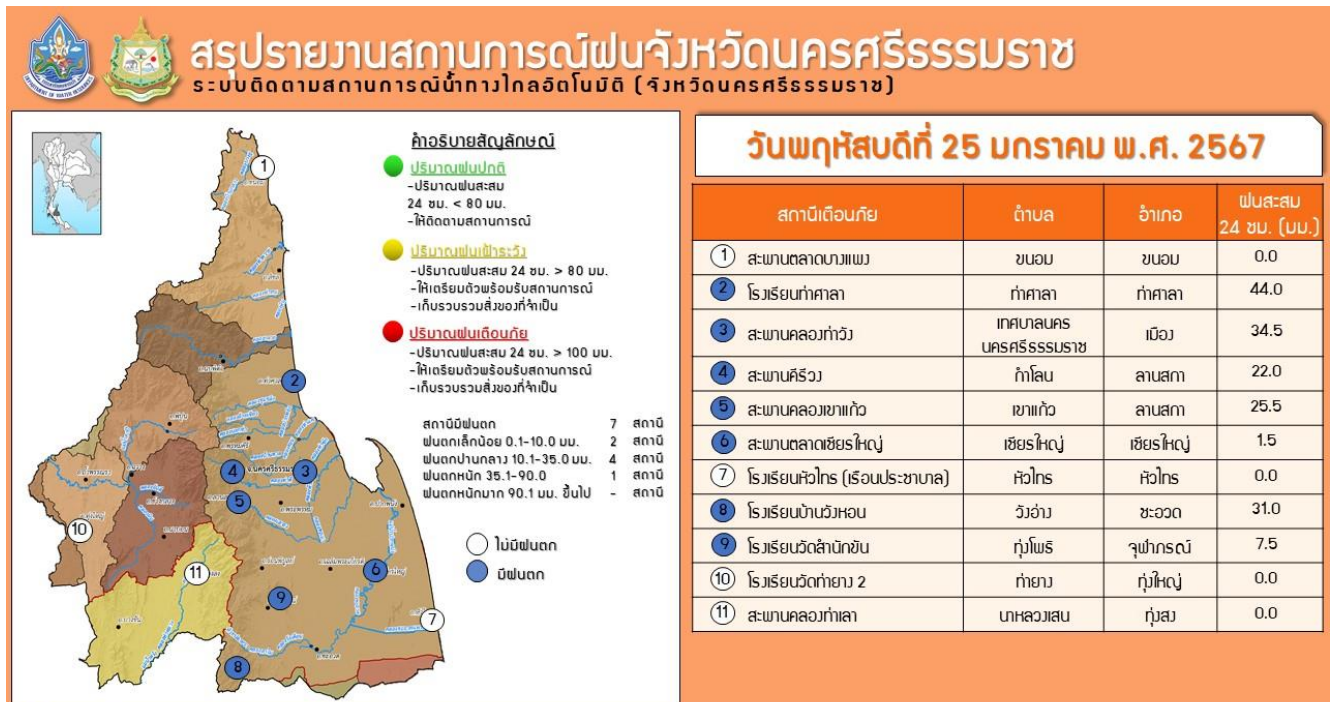 สรุปรายงานสถานการณ์ฝนจังหวัดนครศรีธรรมราช
ระบบติดตามสถานการณ์น้ำทางไกลอัตโนมัติ (จังหวัดนครศรีธรรมราช)
คำอธิบายสัญลักษณ์
ปริมาณฝนปกติ
-ปริมาณฝนสะสม
24 ชม. < 80 มม.
-ให้ติดตามสถานการณ์
ปริมาณฝนเฝ้าระวัง
-ปริมาณฝนสะสม 24 ชม. > 80 มม.
-ให้เตรียมตัวพร้อมรับสถานการณ์
-เก็บรวบรวมสิ่งของที่จำเป็น
ปริมาณฝนเตือนภัย
-ปริมาณฝนสะสม 24 ชม. > 100 มม.
-ให้เตรียมตัวพร้อมรับสถานการณ์
-เก็บรวบรวมสิ่งของที่จำเป็น
สถานีมีฝนตก 7 สถานี
ฝนตกเล็กน้อย 0.1-10.0 มม. 2 สถานี
ฝนตกปานกลาง 10.1-35.0 มม. 4 สถานี
ฝนตกหนัก 35.1-90.0 1 สถานี
ฝนตกหนักมาก 90.1 มม. ขึ้นไป - สถานี
ไม่มีฝนตก
มีฝนตก
1
2
4
3
5
10
11
6
9
7
8
วันพฤหัสบดีที่ 25 มกราคม พ.ศ. 2567
สถานีเตือนภัย ตำบล อำเภอ ฝนสะสม
24 ชม. (มม.)
1 สะพานตลาดบางแพง ขนอม ขนอม 0.0
2 โรงเรียนท่าศาลา ท่าศาลา ท่าศาลา 44.0
3 สะพานคลองท่าวัง เทศบาลนคร
นครศรีธรรมราช เมือง 34.5
4 สะพานคีรีวง กำโลน ลานสกา 22.0
5 สะพานคลองเขาแก้ว เขาแก้ว ลานสกา 25.5
6 สะพานตลาดเชียรใหญ่ เชียรใหญ่ เชียรใหญ่ 1.5
7 โรงเรียนหัวไทร (เรือนประชาบาล) หัวไทร หัวไทร 0.0
8 โรงเรียนบ้านวังหอน วังอ่าง ชะอวด 31.0
9 โรงเรียนวัดสำนักขัน ทุ่งโพธิ จุฬาภรณ์ 7.5
10 โรงเรียนวัดท่ายาง 2 ท่ายาง ทุ่งใหญ่ 0.0
11 สะพานคลองท่าเลา นาหลวงเสน ทุ่งสง 0.0